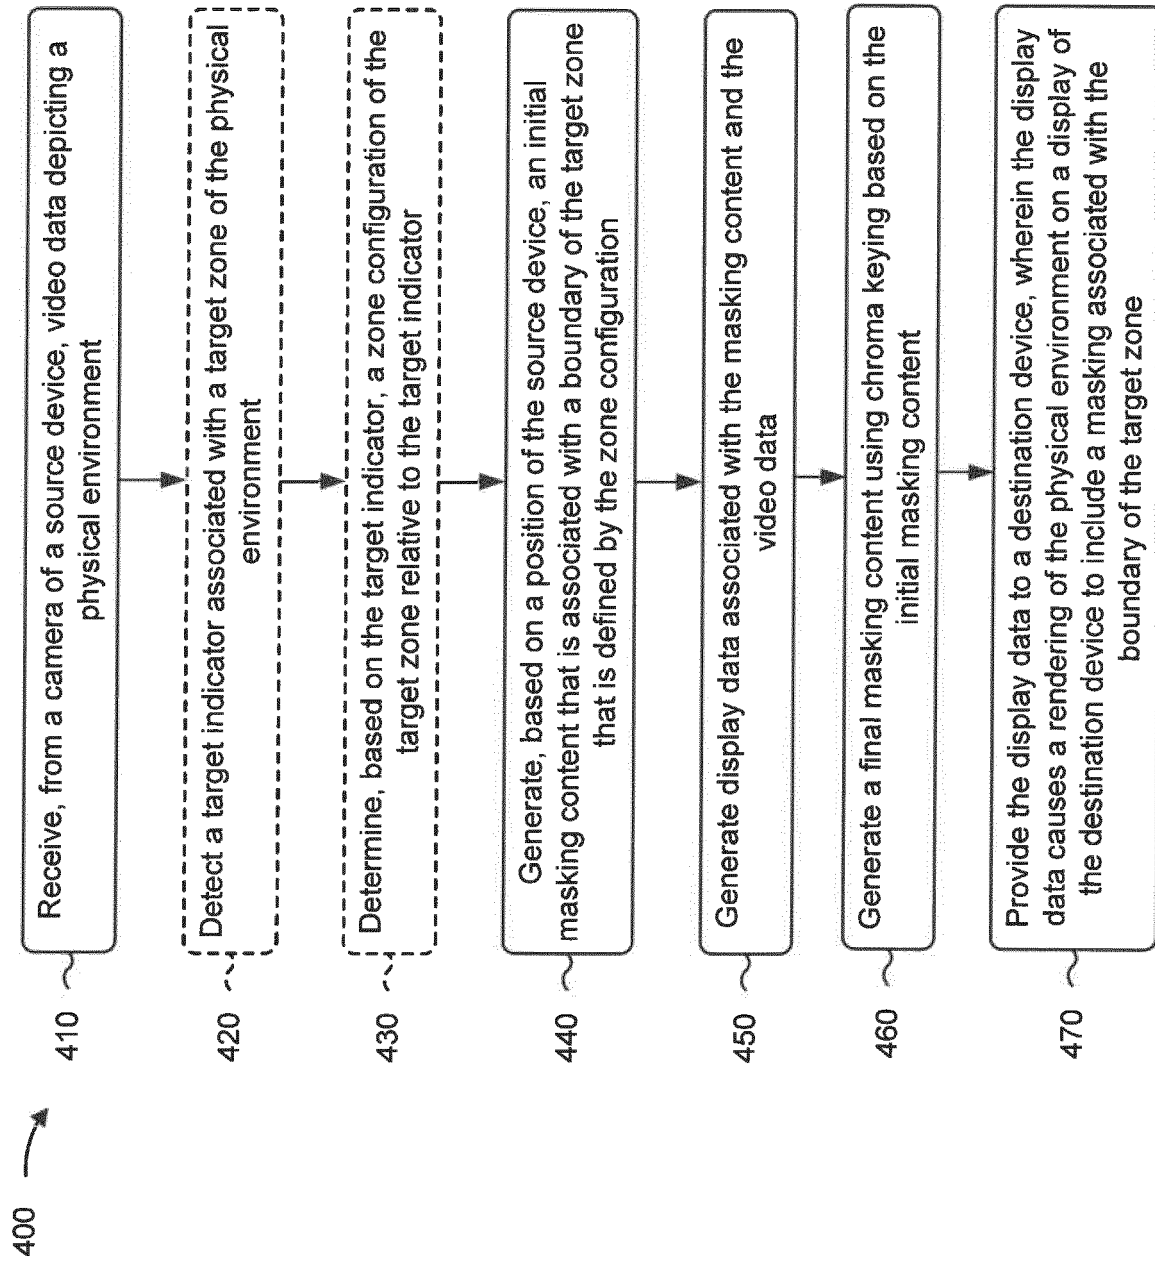 400
410
Receive, from a camera of a source device, video data depicting a
physical environment
420
Detect a target indicator associated with a target zone of the physical
environment
430
Determine, based on the target indicator, a zone configuration of the
target zone relative to the target indicator
440
Generate, based on a position of the source device, an initial
masking content that is associated with a boundary of the target zone
that is defined by the zone configuration
450
Generate display data associated with the masking content and the
video data
460
Generate a final masking content using chroma keying based on the
initial masking content
470
Provide the display data to a destination device, wherein the display
data causes a rendering of the physical environment on a display of
the destination device to include a masking associated with the
boundary of the target zone